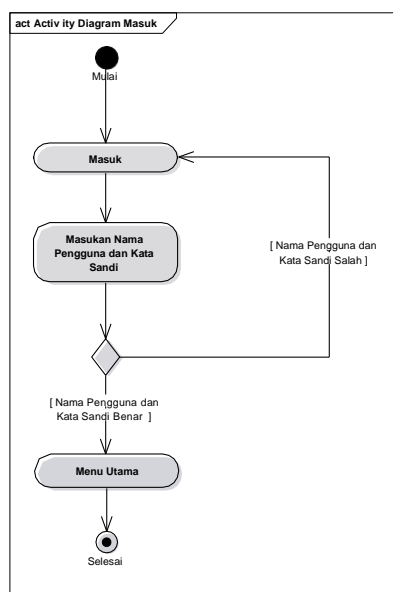 act Activ ity Diagram Masuk
Mulai
Masuk
Masukan Nama
Pengguna dan Kata
Sandi
[ Nama Pengguna dan
Kata Sandi Salah ]
[ Nama Pengguna dan
Kata Sandi Benar ]
Menu Utama
Selesai